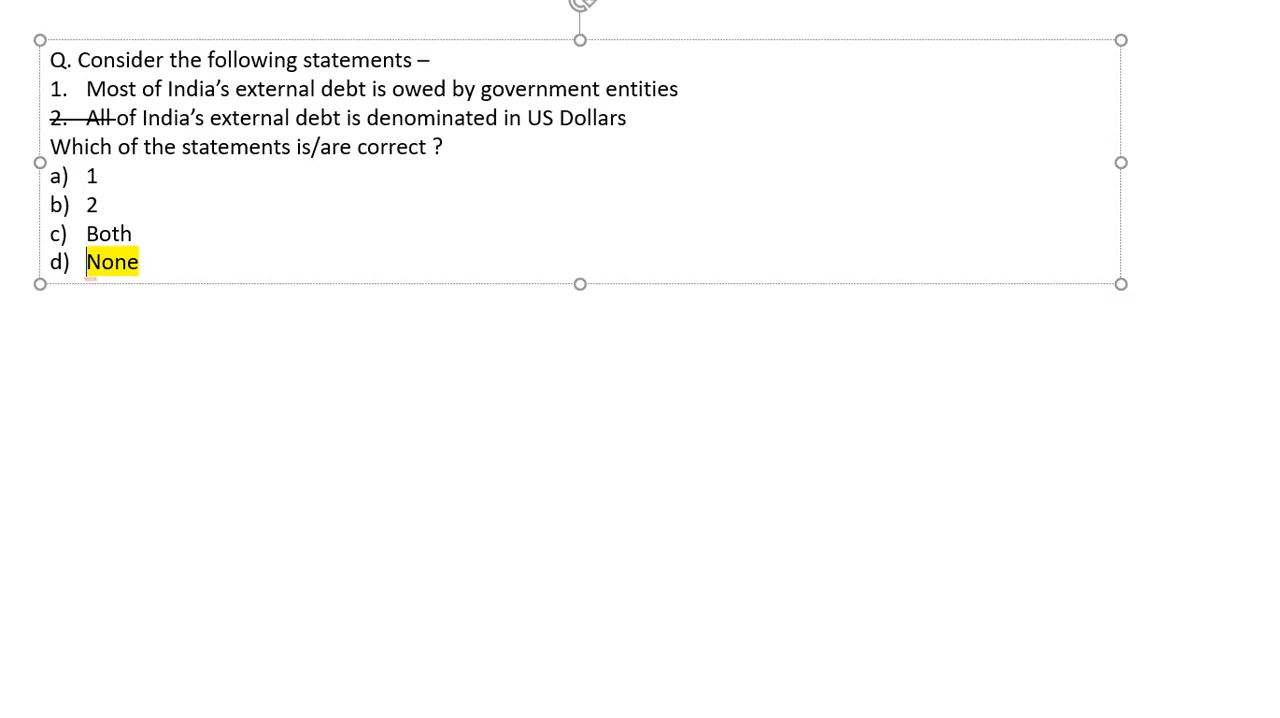 Q. Consider the following statements –
1. Most of India's external debt is owed by government entities
2. All of India's external debt is denominated in US Dollars
Which of the statements is/are correct ?
a) 1
b) 2
c) Both
d) None